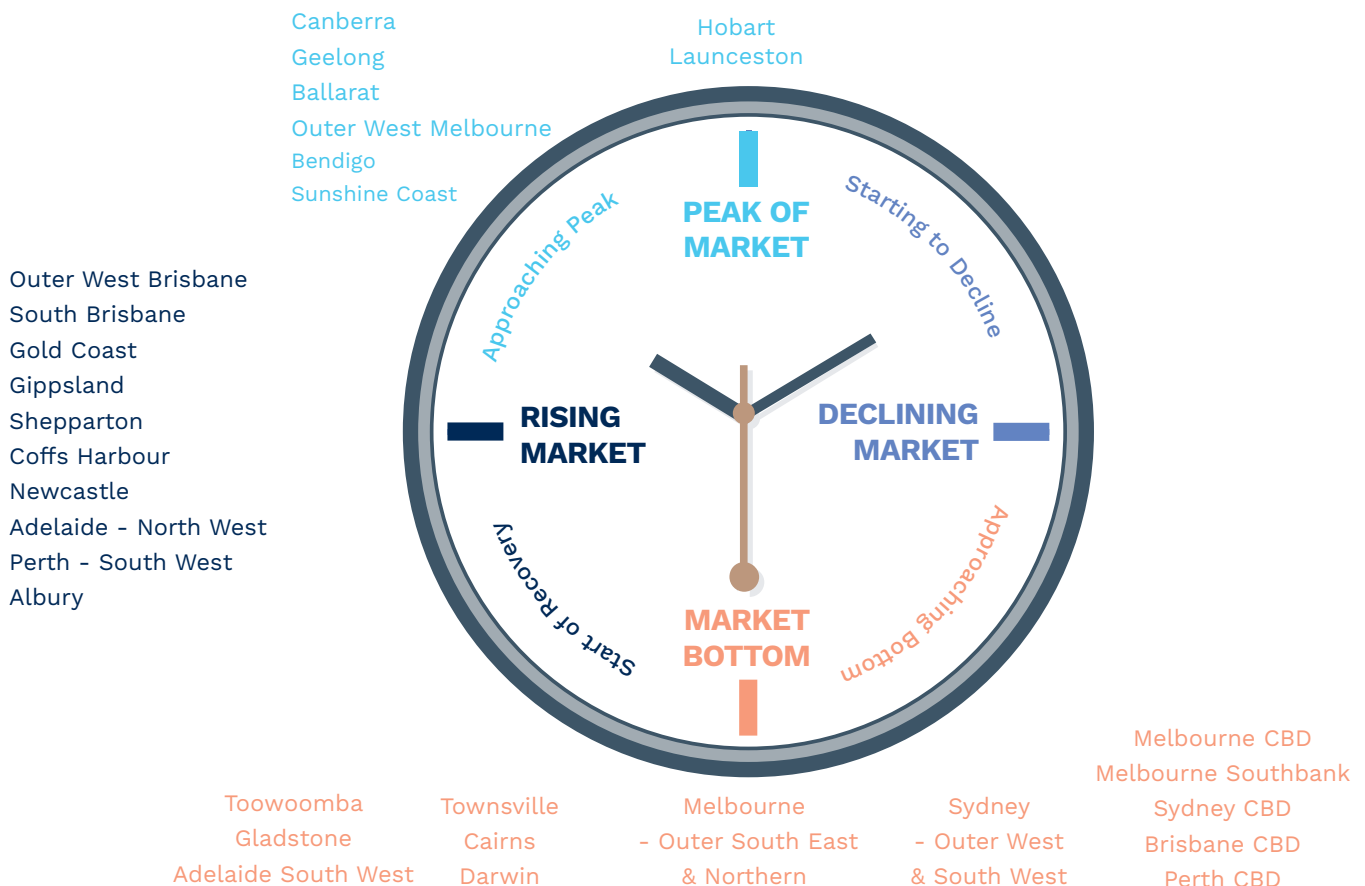 Canberra
Geelong
Ballarat
Outer West Melbourne
Bendigo
Sunshine Coast
Hobart
Launceston
Approaching Peak
PEAK OF
MARKET
Starting to Decline
Outer West Brisbane
South Brisbane
Gold Coast
Gippsland
Shepparton
Coffs Harbour
Newcastle
Adelaide - North West
Perth - South West
Albury
RISING
MARKET
DECLINING
MARKET
Start of Recovery
MARKET
BOTTOM
Approaching Bottom
Toowoomba
Gladstone
Adelaide South West
Townsville
Cairns
Darwin
Melbourne
- Outer South East
& Northern
Sydney
- Outer West
& South West
Melbourne CBD
Melbourne Southbank
Sydney CBD
Brisbane CBD
Perth CBD